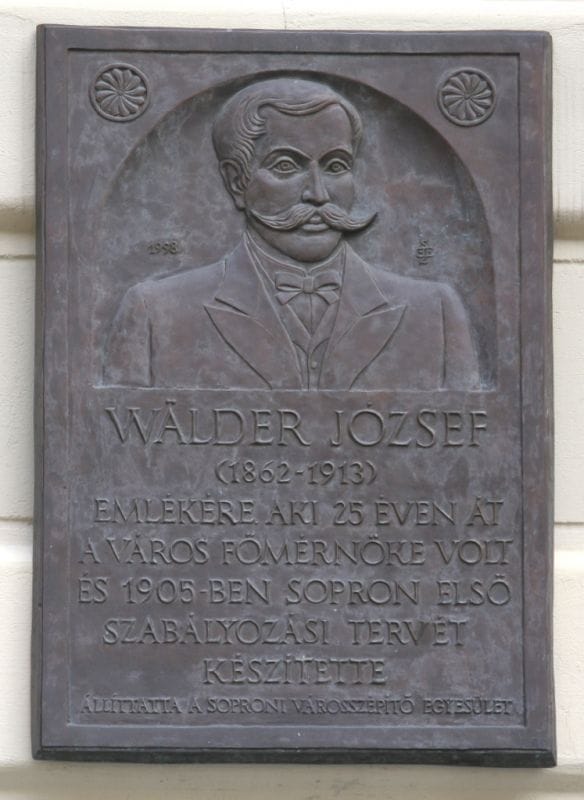 1998
WÄLDER JÓZSEF
(1862-1913)
EMLÉKÉRE AKI 25 ÉVEN ÁT
A VÁROS FŐMÉRNÖKE VOLT
ÉS 1905-BEN SOPRON ELSŐ
SZABÁLYOZÁSI TERVÉT
KÉSZÍTETTE
ÁLLÍTTATTA A SOPRONI VÁROSSZÉPÍTŐ EGYESÜLET